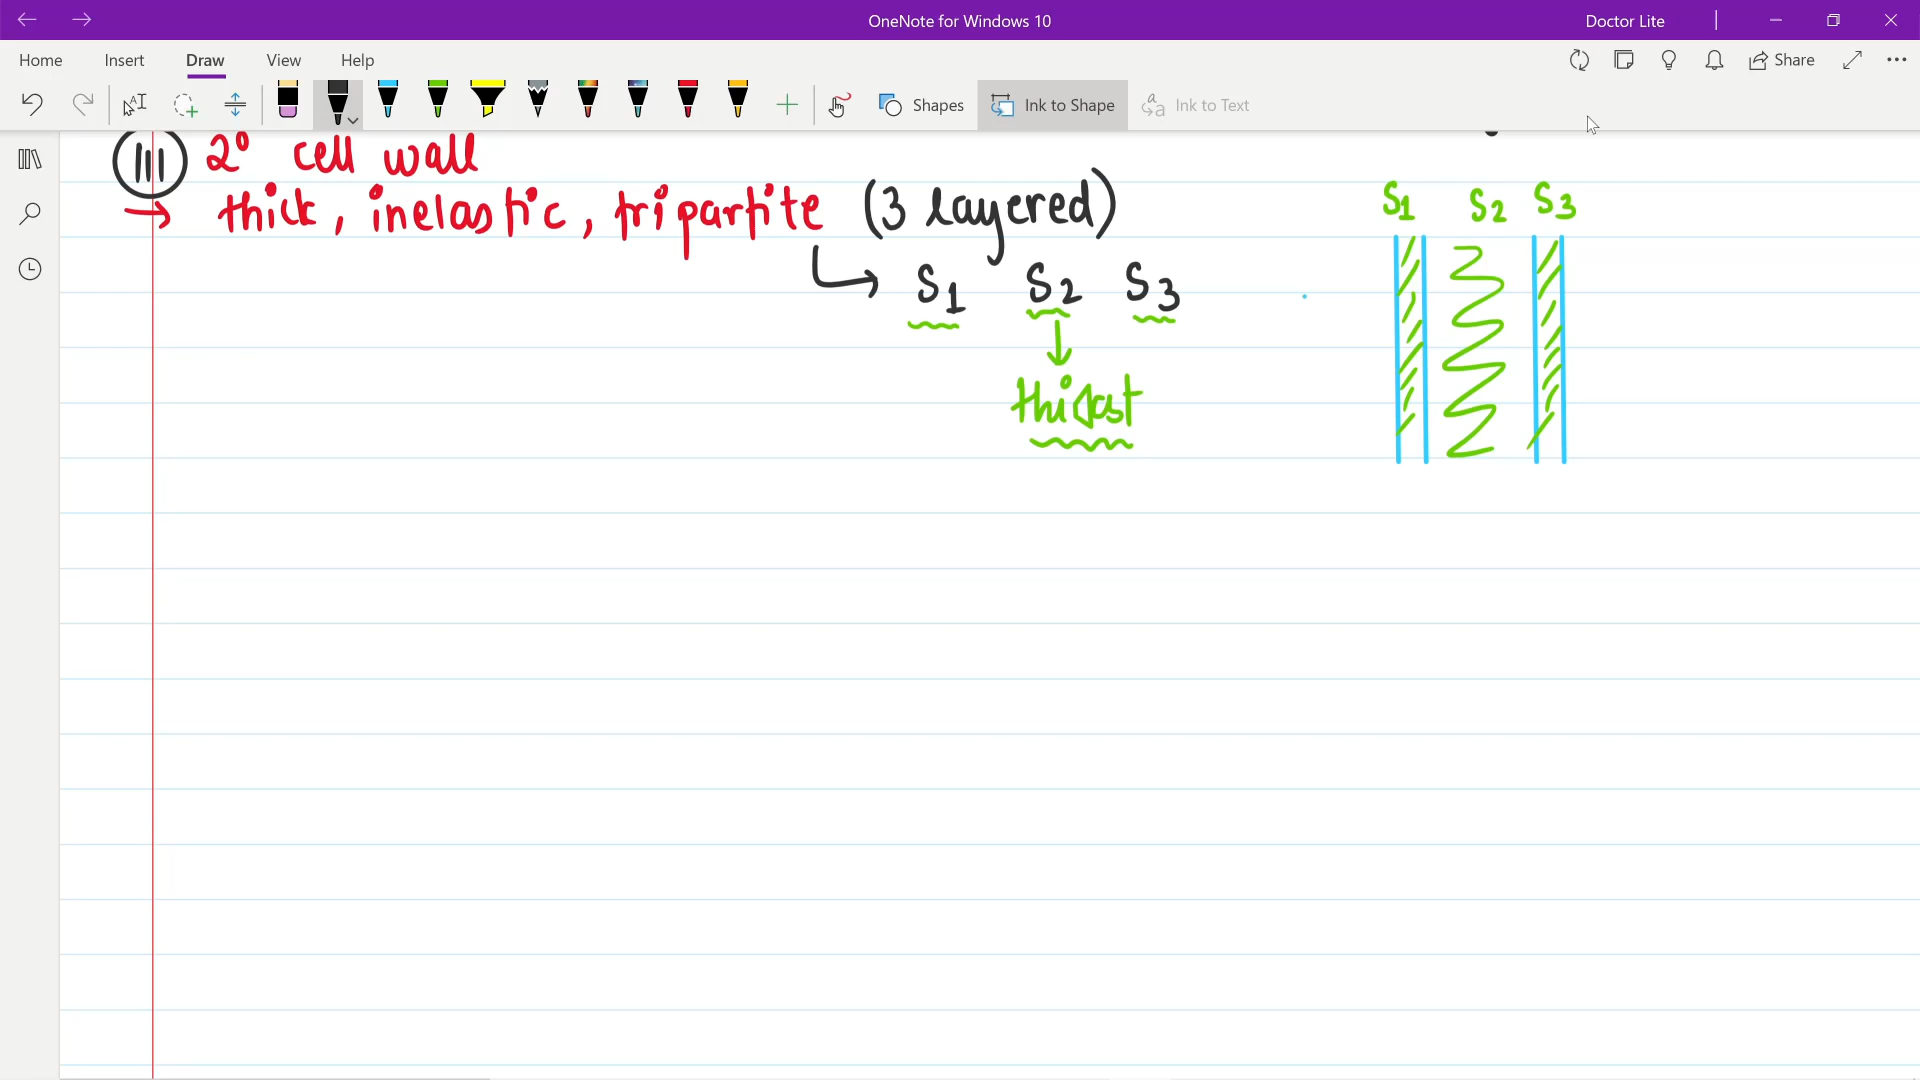 OneNote for Windows 10
Doctor Lite
Home Insert Draw View Help
Share
Shapes Ink to Shape Ink to Text
III 2° cell wall
→ thick, inelastic, tripartite (3 layered)
S1 S2 S3
S1 S2 S3
thickest